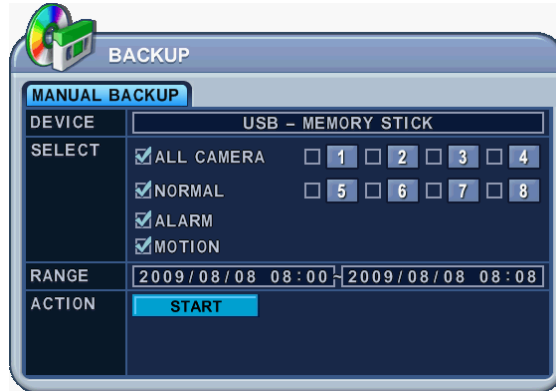 BACKUP
MANUAL BACKUP
DEVICE USB – MEMORY STICK
SELECT ALL CAMERA 1 2 3 4
NORMAL 5 6 7 8
ALARM
MOTION
RANGE 2009/08/08 08:00~2009/08/08 08:08
ACTION START